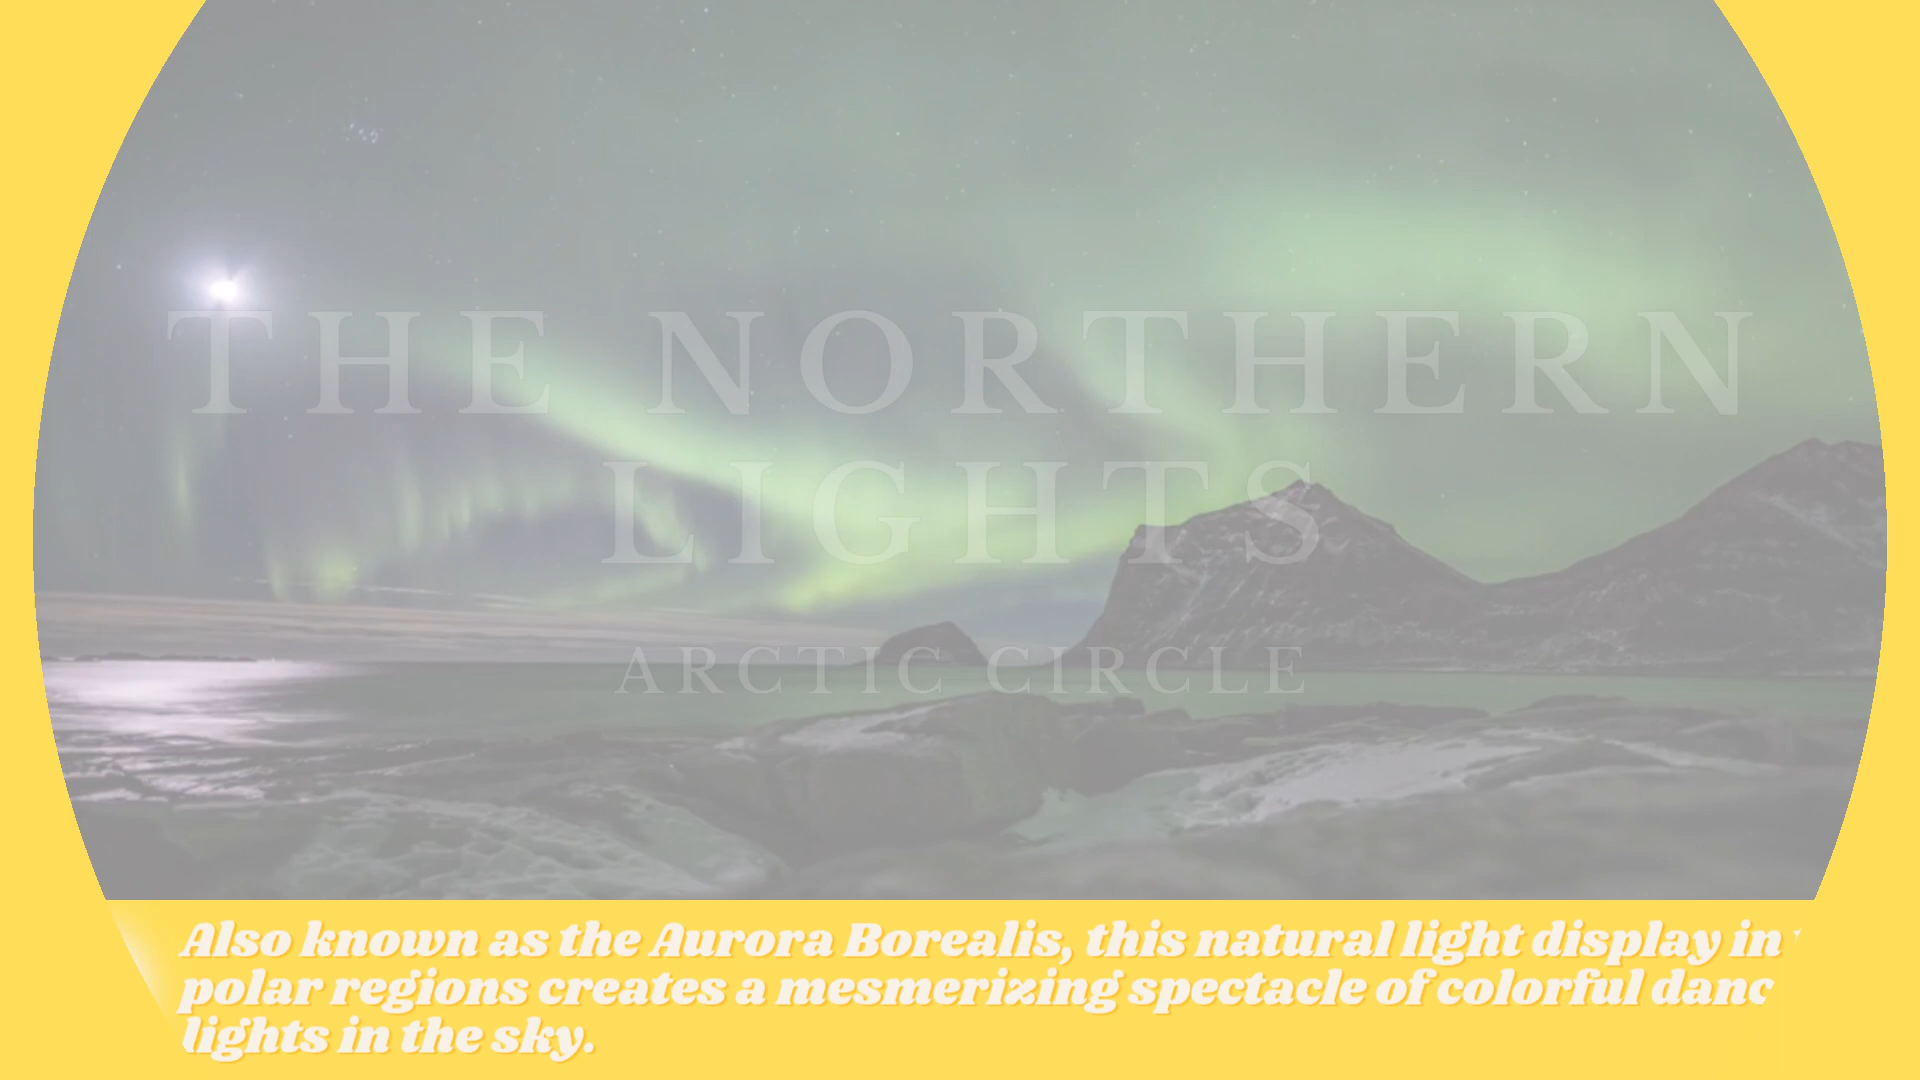 THE NORTHERN
LIGHTS
ARCTIC CIRCLE
Also known as the Aurora Borealis, this natural light display in
polar regions creates a mesmerizing spectacle of colorful danc
lights in the sky.